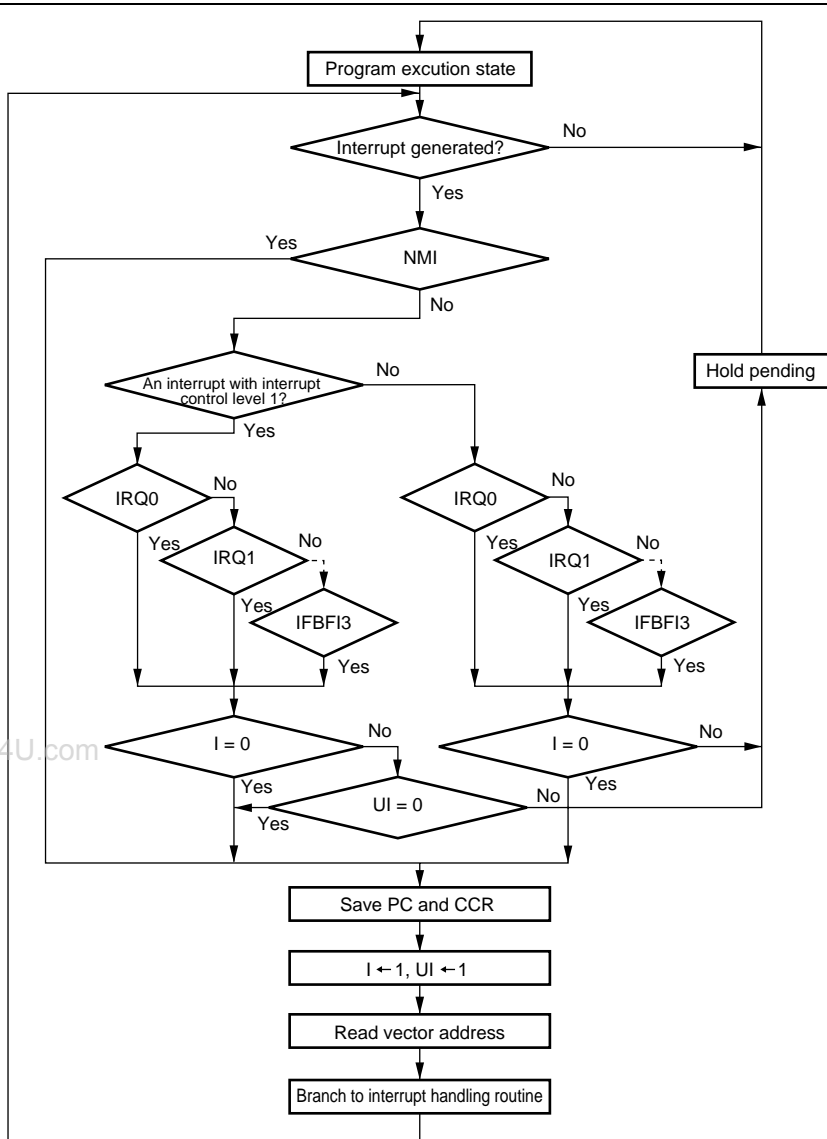 Program excution state
Interrupt generated?
No
Yes
Yes
NMI
No
An interrupt with interrupt
control level 1?
No
Hold pending
Yes
IRQ0
No
IRQ0
No
Yes
IRQ1
No
Yes
IRQ1
No
Yes
IFBFI3
Yes
IFBFI3
Yes
Yes
I = 0
No
I = 0
No
4U.com
Yes
UI = 0
No
Yes
Yes
Save PC and CCR
I ← 1, UI ← 1
Read vector address
Branch to interrupt handling routine